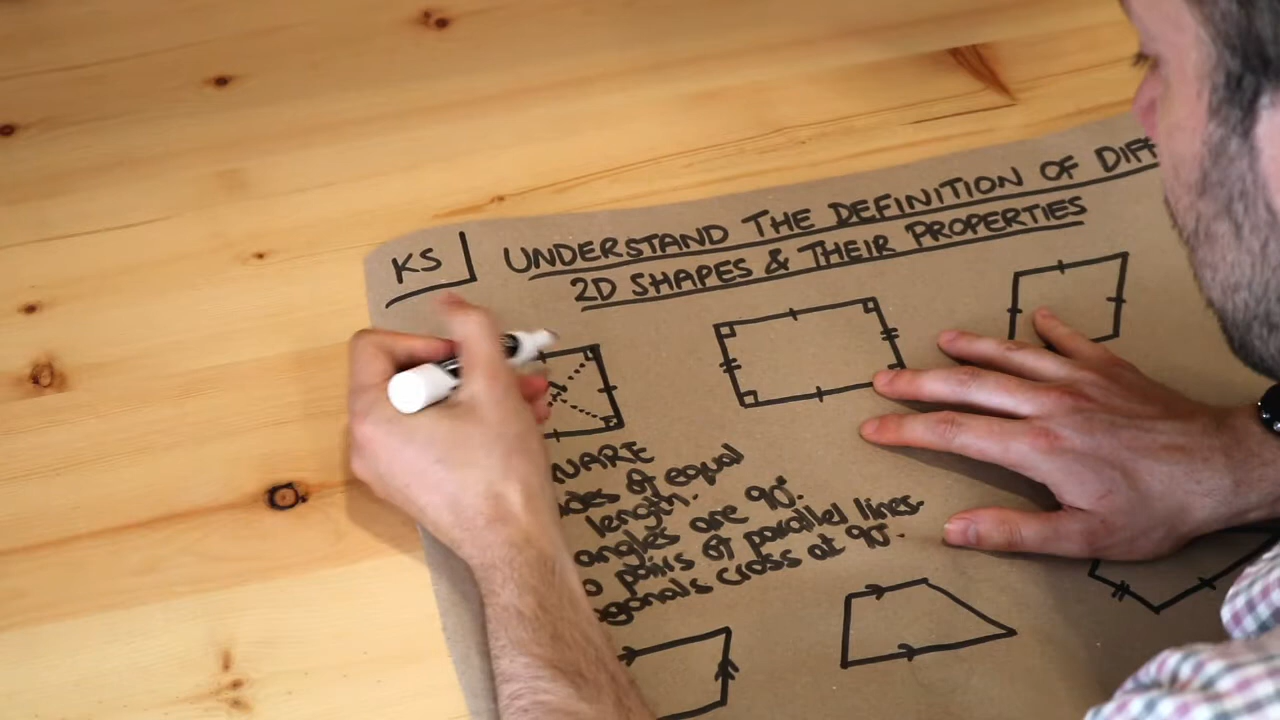 KS
UNDERSTAND THE DEFINITION OF DIFF
2D SHAPES & THEIR PROPERTIES
UARE
des of equal
length.
angles are 90°.
o pairs of parallel lines.
gonals cross at 90°.